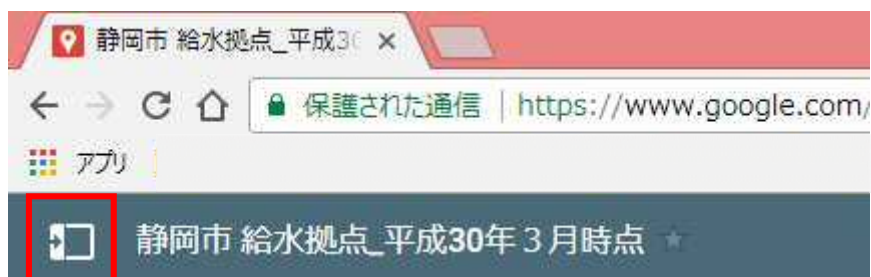 静岡市 給水拠点_平成3
保護された通信 | https://www.google.com/
アプリ
静岡市 給水拠点_平成30年３月時点